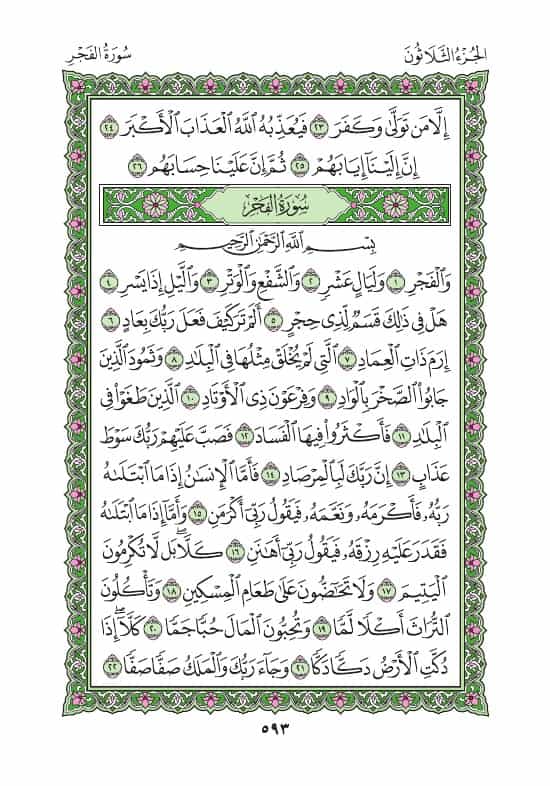 الجُزْءُ الثَّلَاثُونَ
سُورَةُ الفَجْرِ
إِلَّا مَن تَوَلَّىٰ وَكَفَرَ ٢٣ فَيُعَذِّبُهُ ٱللَّهُ ٱلْعَذَابَ ٱلْأَكْبَرَ ٢٤
إِنَّ إِلَيْنَآ إِيَابَهُمْ ٢٥ ثُمَّ إِنَّ عَلَيْنَا حِسَابَهُم ٢٦
سُورَةُ الفَجْرِ
بِسْمِ ٱللَّهِ ٱلرَّحْمَٰنِ ٱلرَّحِيمِ
وَٱلْفَجْرِ ١ وَلَيَالٍ عَشْرٍ ٢ وَٱلشَّفْعِ وَٱلْوَتْرِ ٣ وَٱلَّيْلِ إِذَا يَسْرِ ٤
هَلْ فِى ذَٰلِكَ قَسَمٌ لِّذِى حِجْرٍ ٥ أَلَمْ تَرَ كَيْفَ فَعَلَ رَبُّكَ بِعَادٍ ٦
إِرَمَ ذَاتِ ٱلْعِمَادِ ٧ ٱلَّتِى لَمْ يُخْلَقْ مِثْلُهَا فِى ٱلْبِلَٰدِ ٨ وَثَمُودَ ٱلَّذِينَ
جَابُوا۟ ٱلصَّخْرَ بِٱلْوَادِ ٩ وَفِرْعَوْنَ ذِى ٱلْأَوْتَادِ ١٠ ٱلَّذِينَ طَغَوْا۟ فِى
ٱلْبِلَٰدِ ١١ فَأَكْثَرُوا۟ فِيهَا ٱلْفَسَادَ ١٢ فَصَبَّ عَلَيْهِمْ رَبُّكَ سَوْطَ
عَذَابٍ ١٣ إِنَّ رَبَّكَ لَبِٱلْمِرْصَادِ ١٤ فَأَمَّا ٱلْإِنسَٰنُ إِذَا مَا ٱبْتَلَىٰهُ
رَبُّهُۥ فَأَكْرَمَهُۥ وَنَعَّمَهُۥ فَيَقُولُ رَبِّىٓ أَكْرَمَنِ ١٥ وَأَمَّآ إِذَا مَا ٱبْتَلَىٰهُ
فَقَدَرَ عَلَيْهِ رِزْقَهُۥ فَيَقُولُ رَبِّىٓ أَهَٰنَنِ ١٦ كَلَّا ۖ بَل لَّا تُكْرِمُونَ
ٱلْيَتِيمَ ١٧ وَلَا تَحَٰٓضُّونَ عَلَىٰ طَعَامِ ٱلْمِسْكِينِ ١٨ وَتَأْكُلُونَ
ٱلتُّرَاثَ أَكْلًا لَّمًّا ١٩ وَتُحِبُّونَ ٱلْمَالَ حُبًّا جَمًّا ٢٠ كَلَّآ ۖ إِذَا
دُكَّتِ ٱلْأَرْضُ دَكًّا دَكًّا ٢١ وَجَآءَ رَبُّكَ وَٱلْمَلَكُ صَفًّا صَفًّا ٢٢
٥٩٣